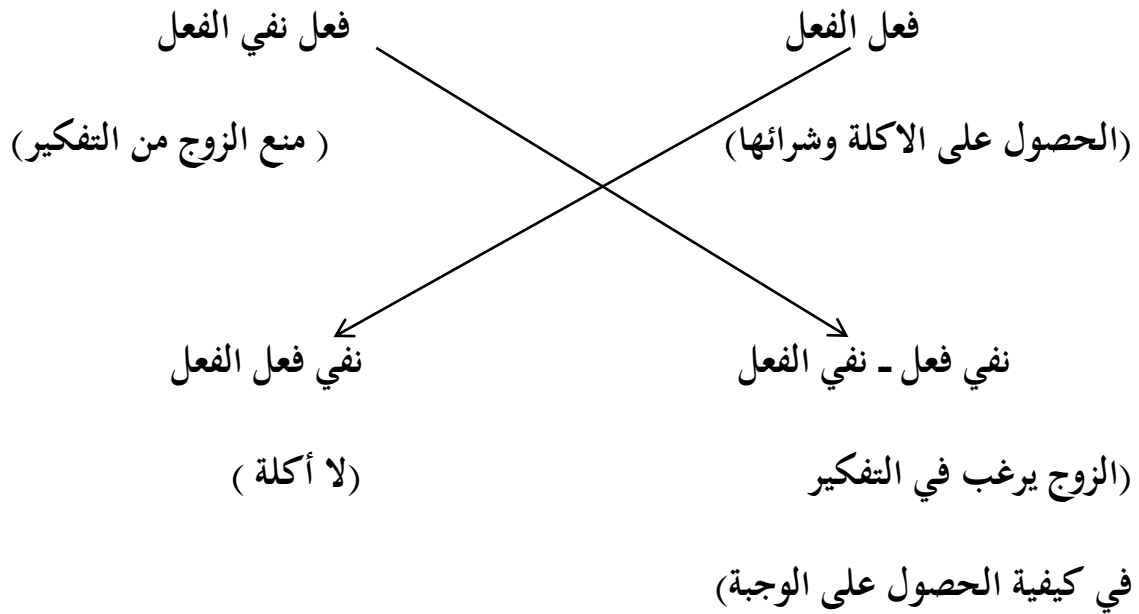 فعل الفعل
فعل نفي الفعل
(الحصول على الاكلة وشرائها)
( منع الزوج من التفكير)
نفي فعل ـ نفي الفعل
نفي فعل الفعل
(الزوج يرغب في التفكير
(لا أكلة )
في كيفية الحصول على الوجبة)